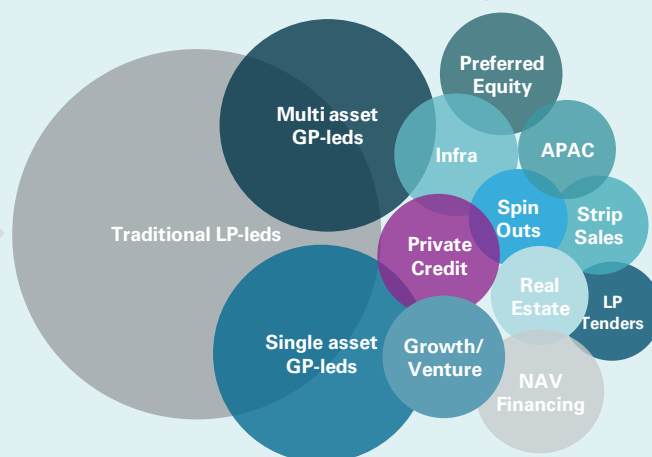 Preferred
Equity
Multi asset
GP-leds
Infra
APAC
Spin
Outs
Strip
Sales
Traditional LP-leds
Private
Credit
Real
Estate
LP
Tenders
Single asset
GP-leds
Growth/
Venture
NAV
Financing